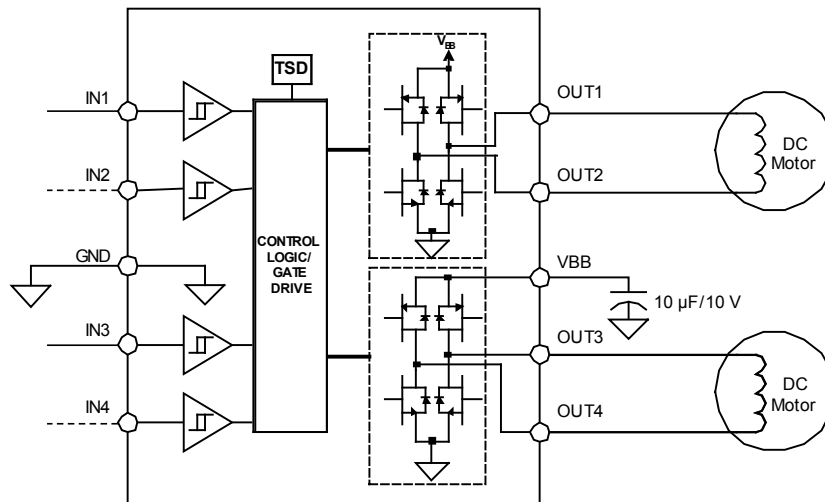 VBB
TSD
IN1
OUT1
DC
Motor
IN2
OUT2
GND
CONTROL
LOGIC/
GATE
DRIVE
VBB
10 µF/10 V
IN3
OUT3
DC
Motor
IN4
OUT4